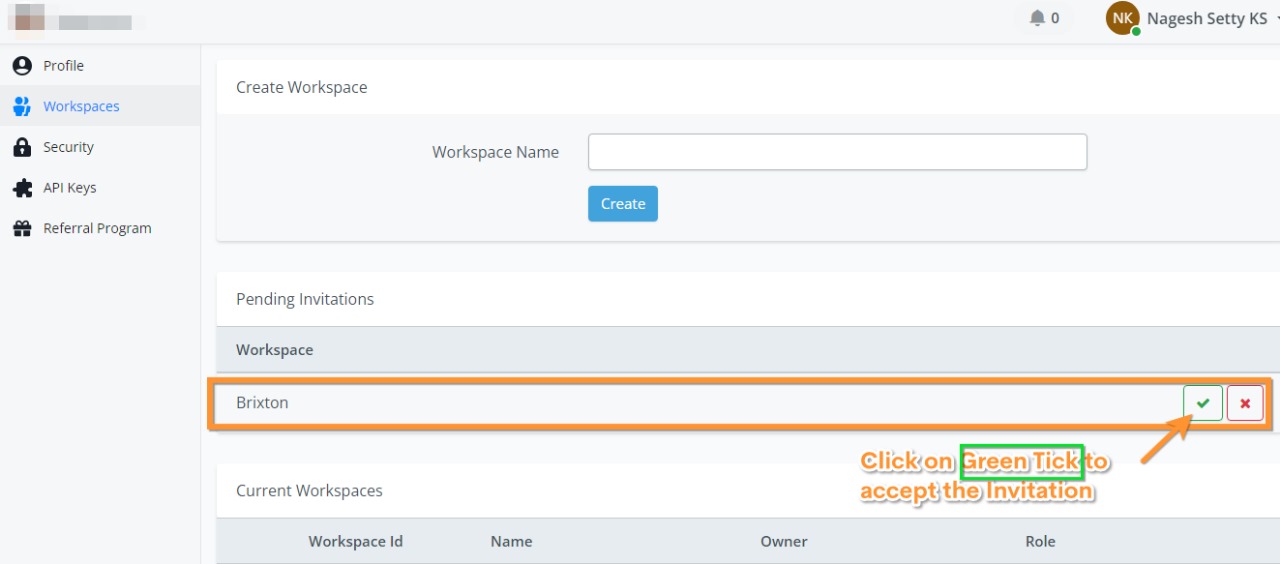 0
NK Nagesh Setty KS
Profile
Workspaces
Security
API Keys
Referral Program
Create Workspace
Workspace Name
Create
Pending Invitations
Workspace
Brixton
Click on Green Tick to
accept the Invitation
Current Workspaces
Workspace Id Name Owner Role